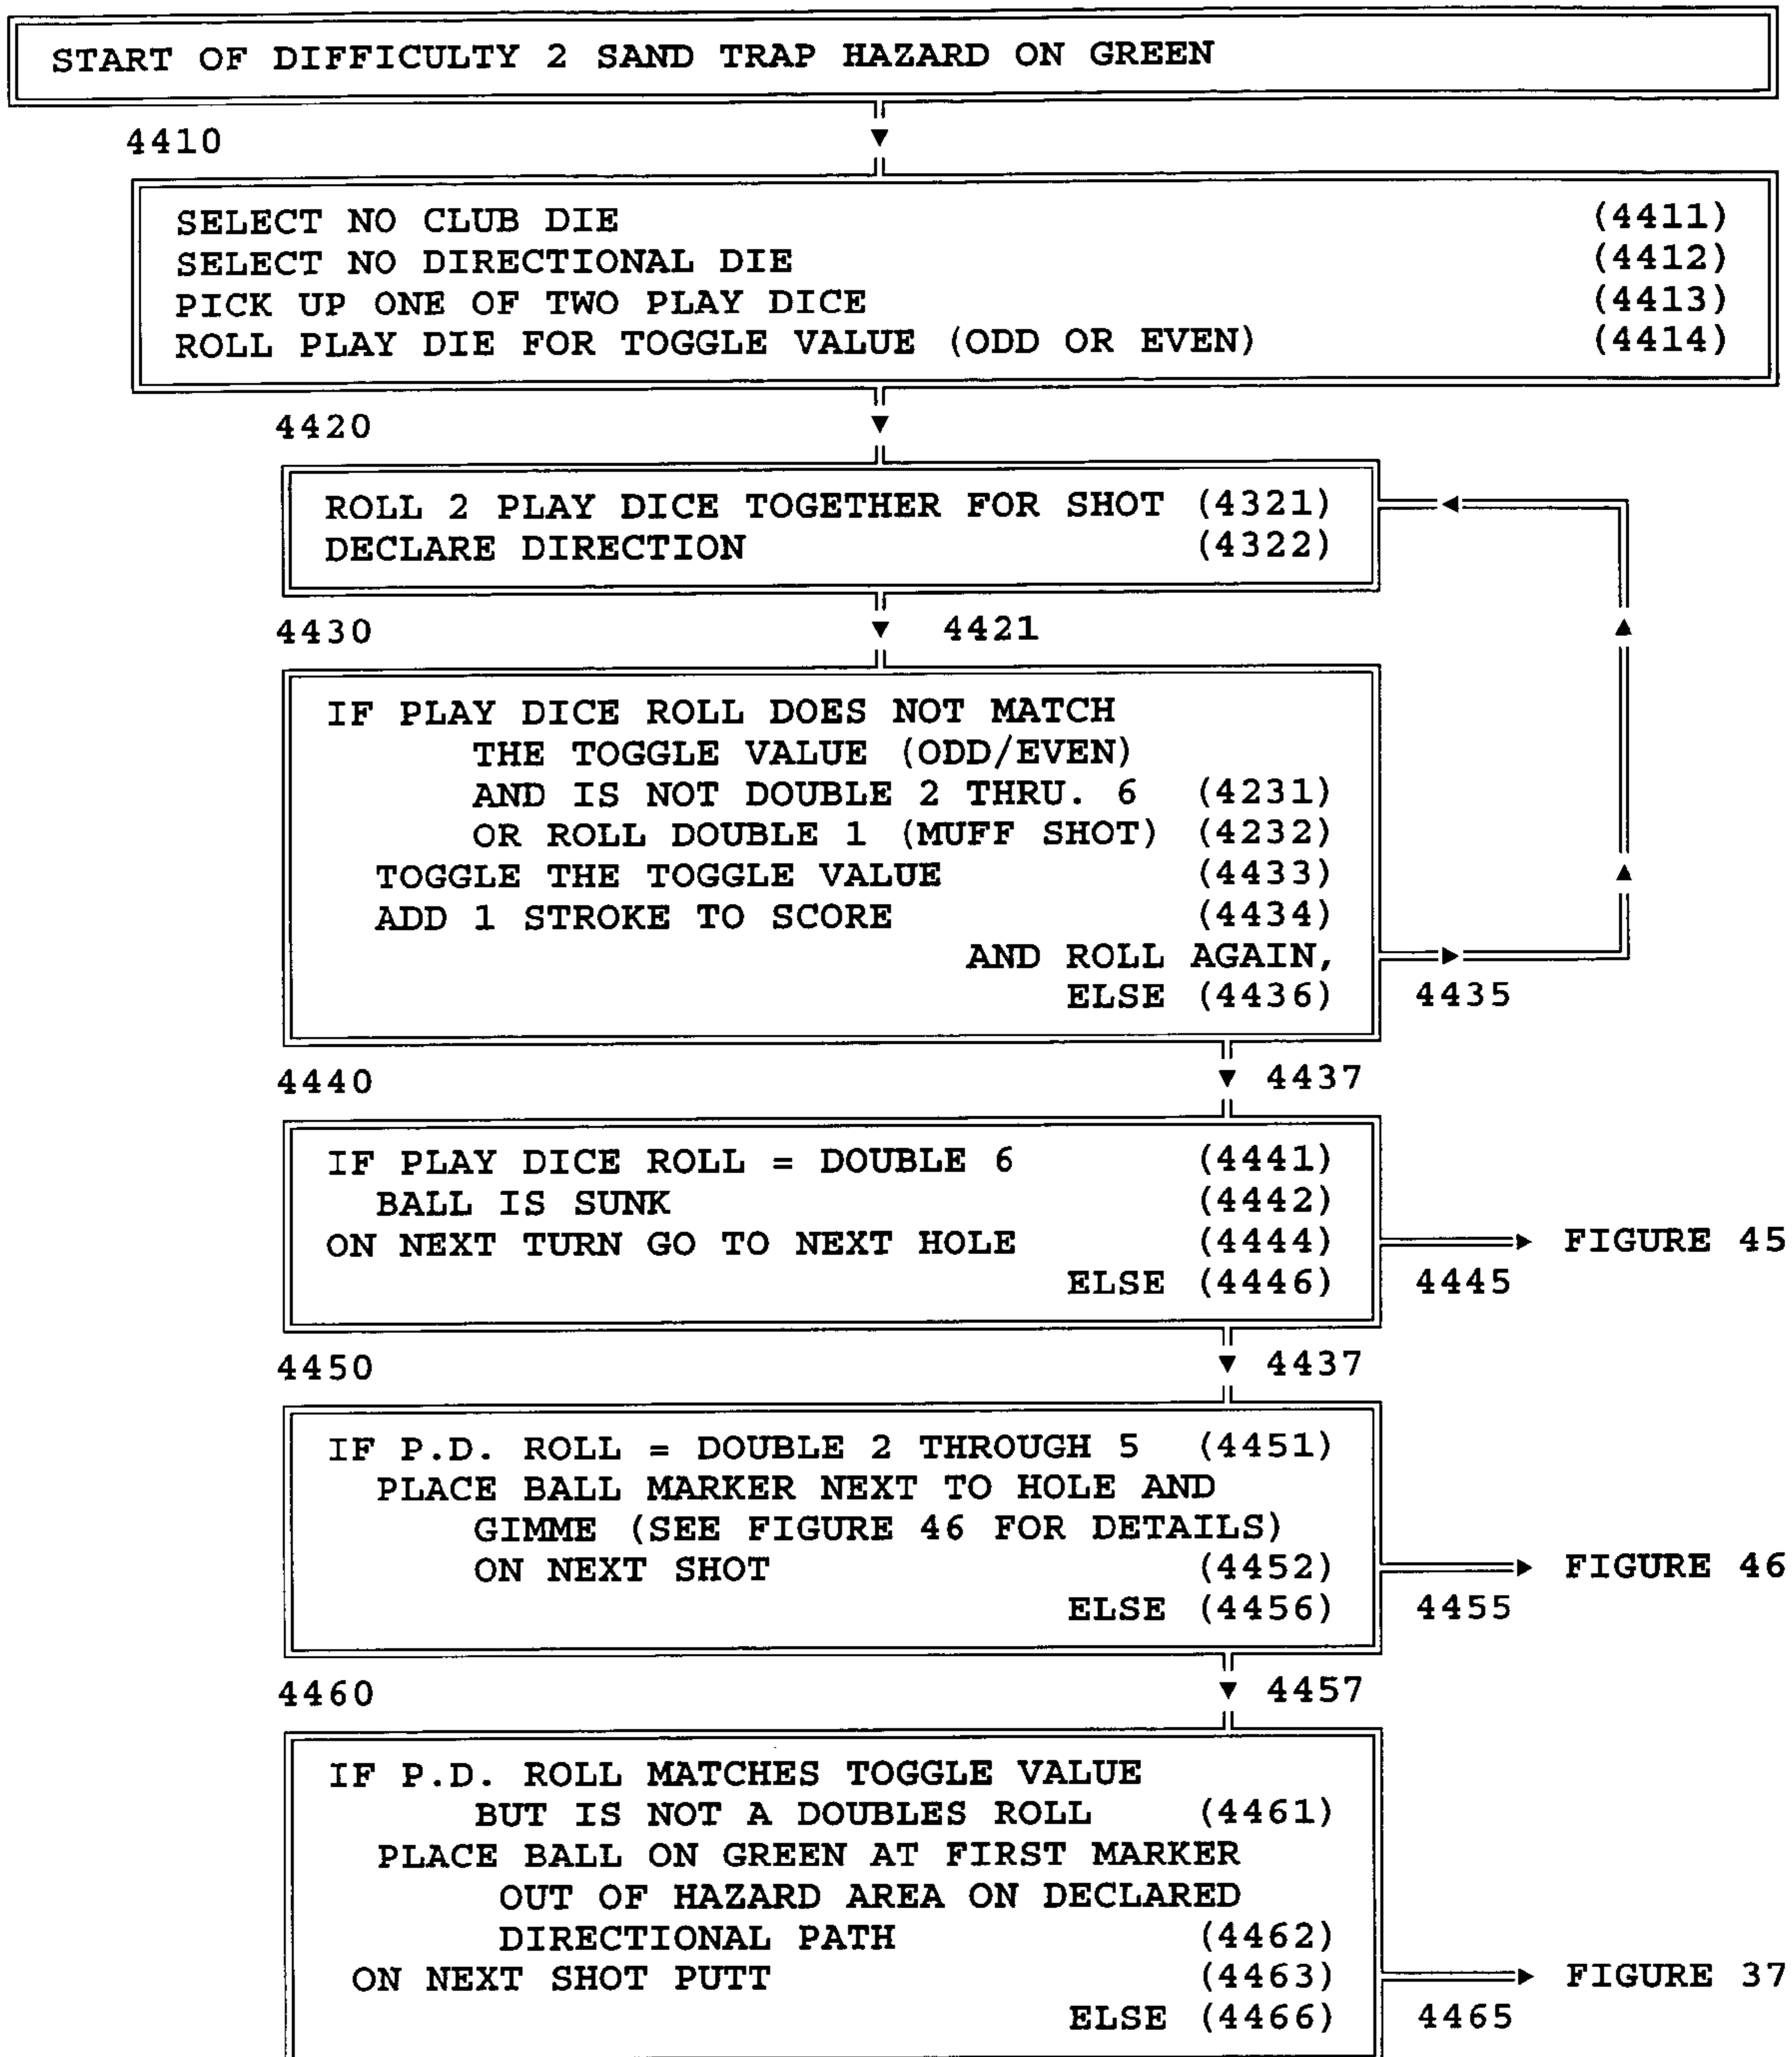 START OF DIFFICULTY 2 SAND TRAP HAZARD ON GREEN
4410
SELECT NO CLUB DIE (4411)
SELECT NO DIRECTIONAL DIE (4412)
PICK UP ONE OF TWO PLAY DICE (4413)
ROLL PLAY DIE FOR TOGGLE VALUE (ODD OR EVEN) (4414)
4420
ROLL 2 PLAY DICE TOGETHER FOR SHOT (4321)
DECLARE DIRECTION (4322)
4430 4421
IF PLAY DICE ROLL DOES NOT MATCH
THE TOGGLE VALUE (ODD/EVEN)
AND IS NOT DOUBLE 2 THRU. 6 (4231)
OR ROLL DOUBLE 1 (MUFF SHOT) (4232)
TOGGLE THE TOGGLE VALUE (4433)
ADD 1 STROKE TO SCORE (4434)
AND ROLL AGAIN,
ELSE (4436) 4435
4440 4437
IF PLAY DICE ROLL = DOUBLE 6 (4441)
BALL IS SUNK (4442)
ON NEXT TURN GO TO NEXT HOLE (4444) FIGURE 45
ELSE (4446) 4445
4450 4437
IF P.D. ROLL = DOUBLE 2 THROUGH 5 (4451)
PLACE BALL MARKER NEXT TO HOLE AND
GIMME (SEE FIGURE 46 FOR DETAILS)
ON NEXT SHOT (4452) FIGURE 46
ELSE (4456) 4455
4460 4457
IF P.D. ROLL MATCHES TOGGLE VALUE
BUT IS NOT A DOUBLES ROLL (4461)
PLACE BALL ON GREEN AT FIRST MARKER
OUT OF HAZARD AREA ON DECLARED
DIRECTIONAL PATH (4462)
ON NEXT SHOT PUTT (4463) FIGURE 37
ELSE (4466) 4465